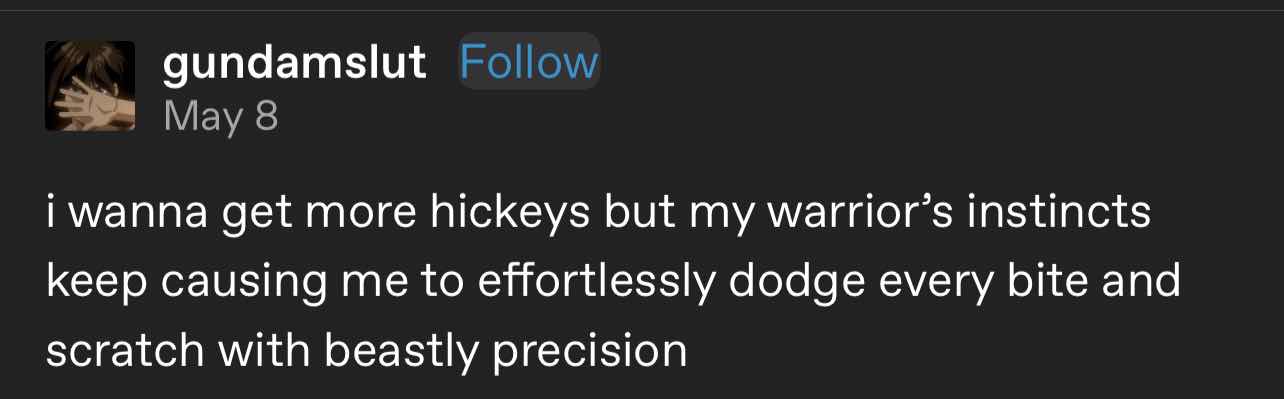 gundamslut Follow
May 8
i wanna get more hickeys but my warrior’s instincts
keep causing me to effortlessly dodge every bite and
scratch with beastly precision